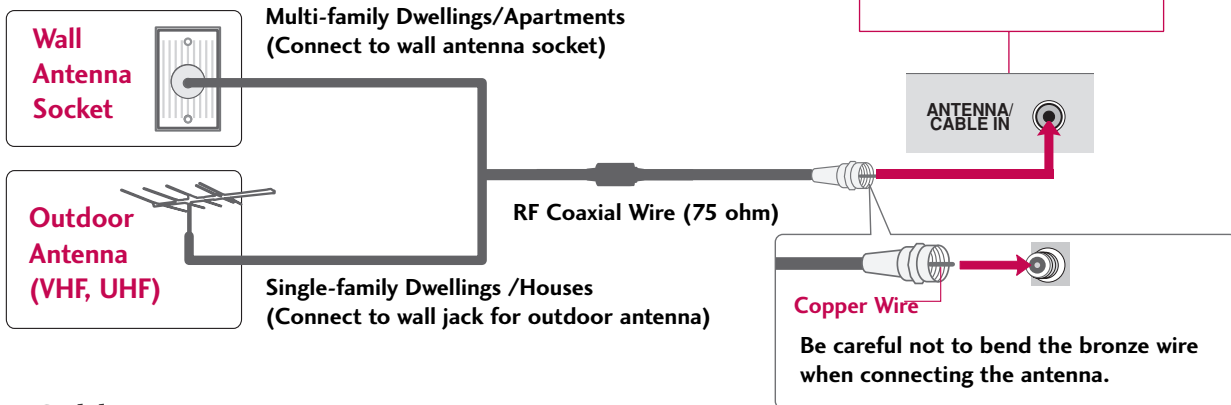 Multi-family Dwellings/Apartments
(Connect to wall antenna socket)
Wall
Antenna
Socket
ANTENNA/
CABLE IN
RF Coaxial Wire (75 ohm)
Outdoor
Antenna
(VHF, UHF)
Single-family Dwellings /Houses
(Connect to wall jack for outdoor antenna)
Copper Wire
Be careful not to bend the bronze wire
when connecting the antenna.